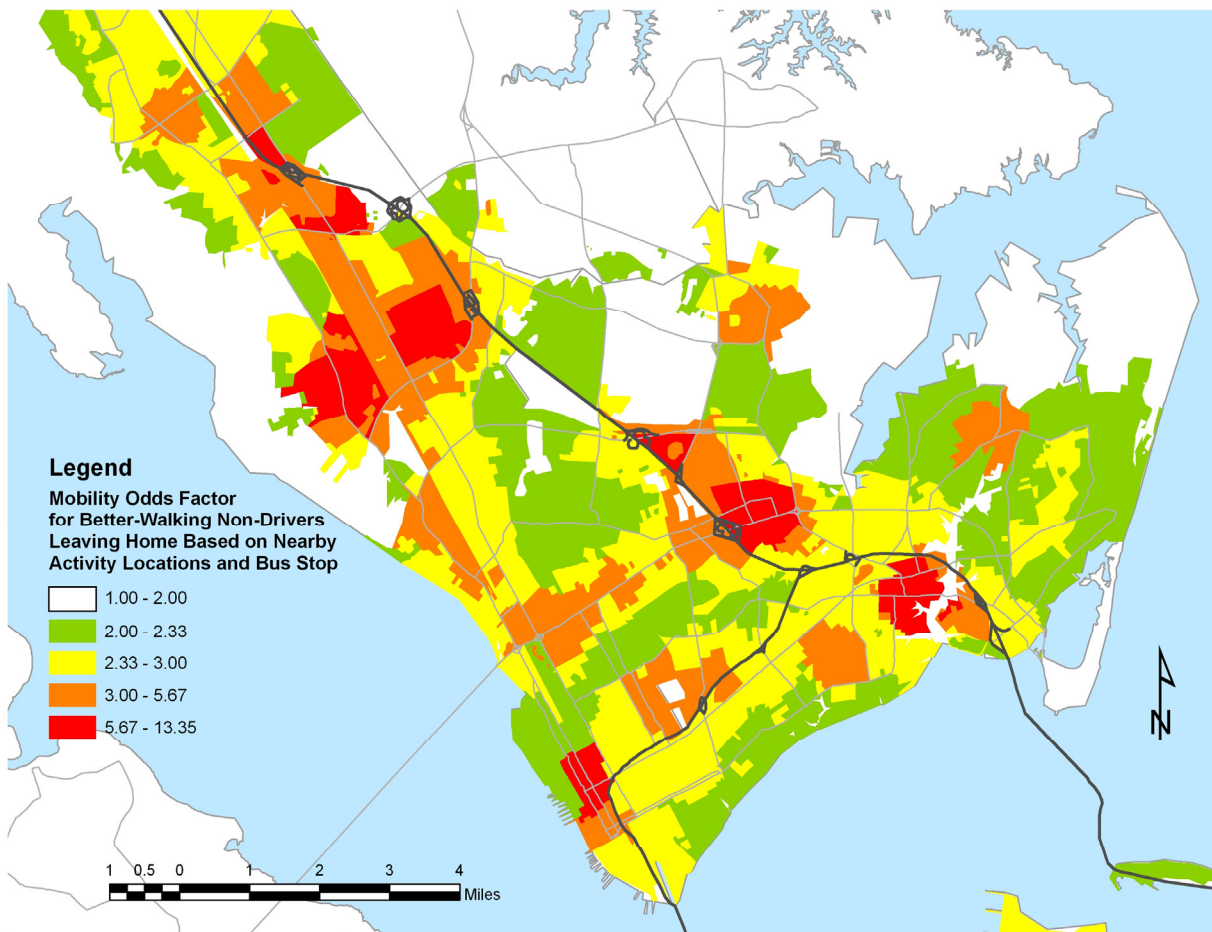 Legend
Mobility Odds Factor
for Better-Walking Non-Drivers
Leaving Home Based on Nearby
Activity Locations and Bus Stop
1.00 - 2.00
2.00 - 2.33
2.33 - 3.00
3.00 - 5.67
5.67 - 13.35
N
1 0.5 0 1 2 3 4
Miles